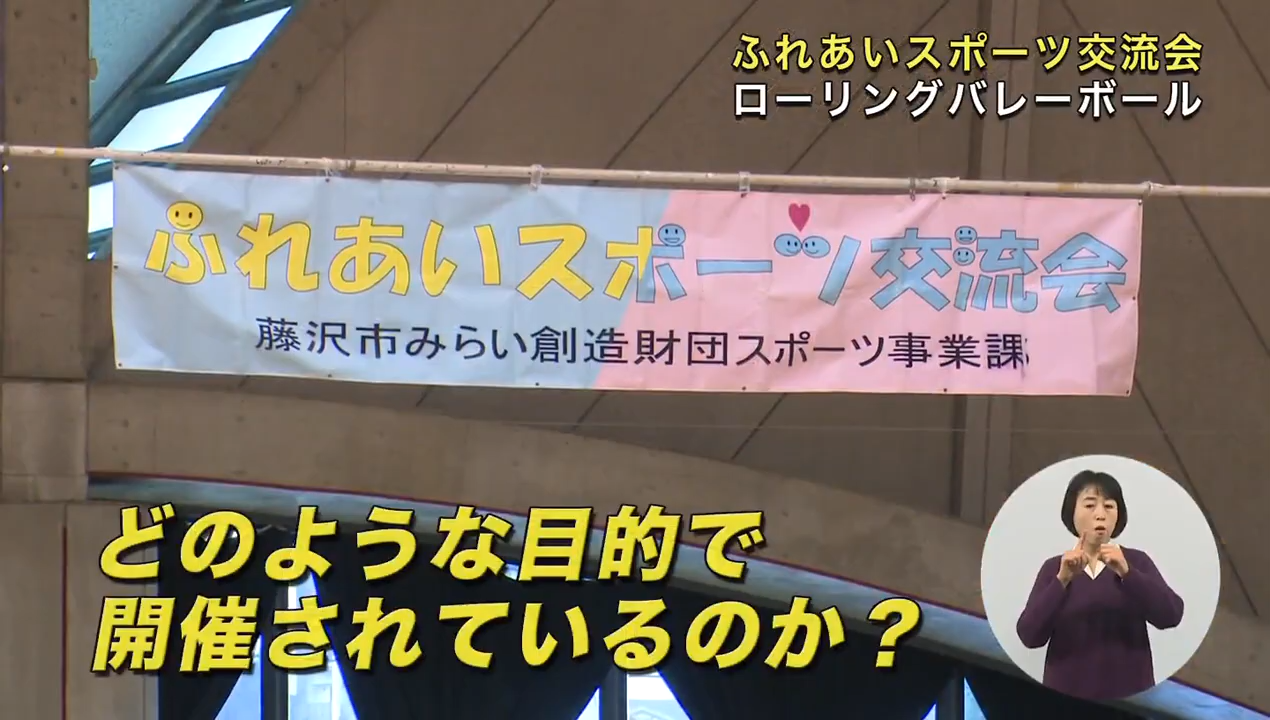 ふれあいスポーツ交流会
ローリングバレーボール
ふれあいスポーツ交流会
藤沢市みらい創造財団スポーツ事業課
どのような目的で
開催されているのか?